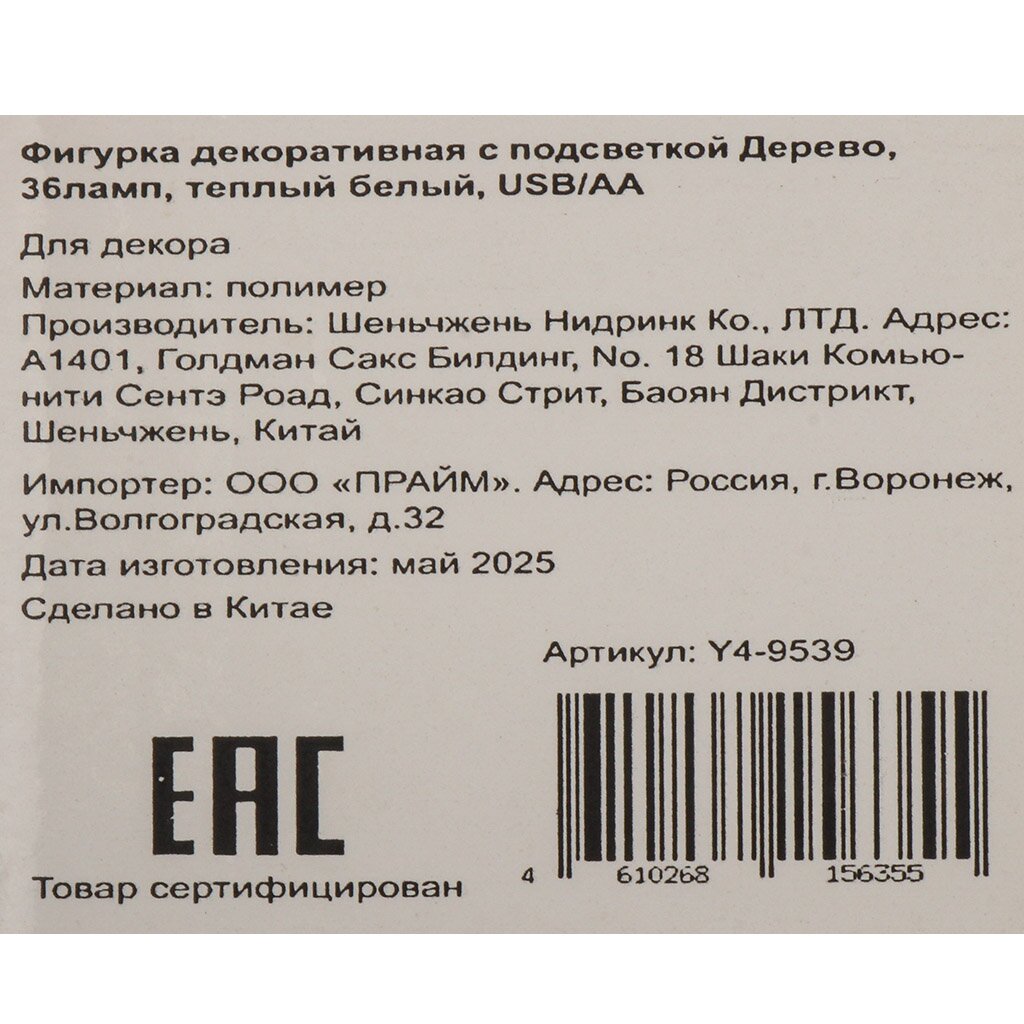 Фигурка декоративная с подсветкой Дерево,
36ламп, теплый белый, USB/AA
Для декора
Материал: полимер
Производитель: Шеньчжень Нидринк Ко., ЛТД. Адрес:
А1401, Голдман Сакс Билдинг, No. 18 Шаки Комью-
нити Сентэ Роад, Синкао Стрит, Баоян Дистрикт,
Шеньчжень, Китай
Импортер: ООО «ПРАЙМ». Адрес: Россия, г.Воронеж,
ул.Волгоградская, д.32
Дата изготовления: май 2025
Сделано в Китае
Артикул: Y4-9539
EAC
Товар сертифицирован
4 610268 156355